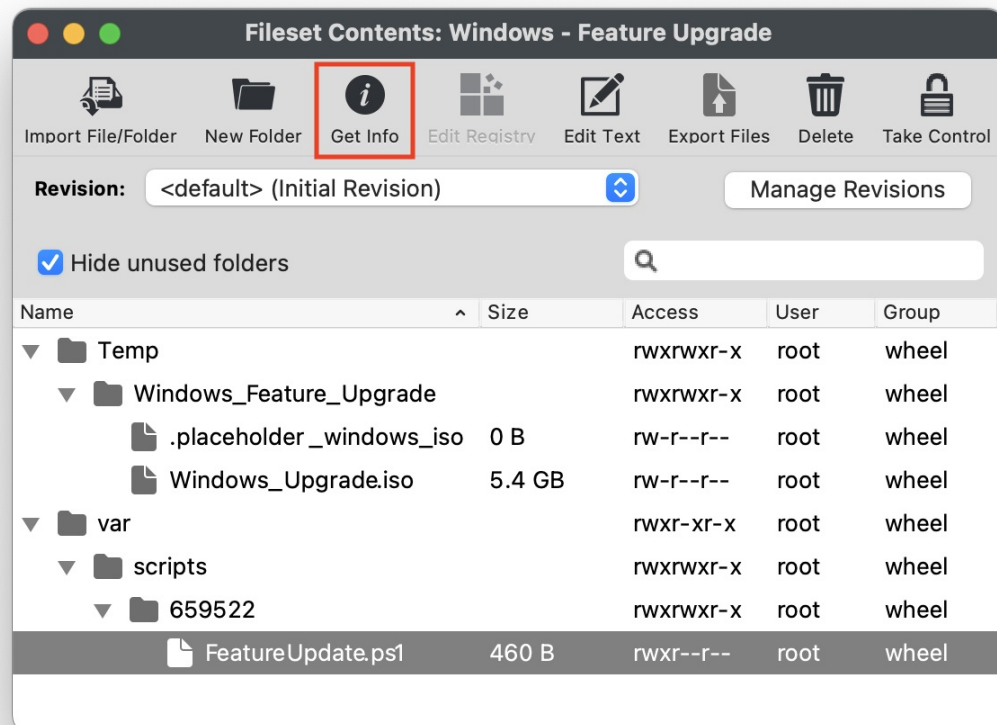 Fileset Contents: Windows - Feature Upgrade
Import File/Folder New Folder Get Info Edit Registry Edit Text Export Files Delete Take Control
Revision: <default> (Initial Revision) Manage Revisions
Hide unused folders
Name Size Access User Group
Temp rwxrwxr-x root wheel
Windows_Feature_Upgrade rwxrwxr-x root wheel
.placeholder_windows_iso 0 B rw-r--r-- root wheel
Windows_Upgrade.iso 5.4 GB rw-r--r-- root wheel
var rwxr-xr-x root wheel
scripts rwxrwxr-x root wheel
659522 rwxrwxr-x root wheel
FeatureUpdate.ps1 460 B rwxr--r-- root wheel